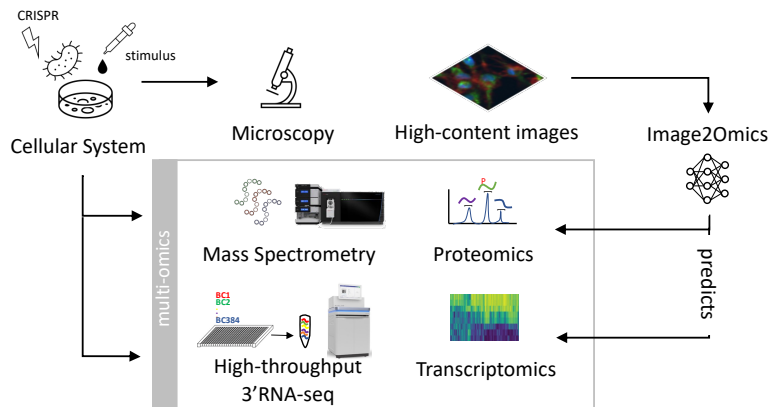 CRISPR
stimulus
Cellular System
Microscopy
High-content images
Image2Omics
multi-omics
Mass Spectrometry
P
Proteomics
predicts
BC1
BC2
.
BC384
High-throughput
3’RNA-seq
Transcriptomics